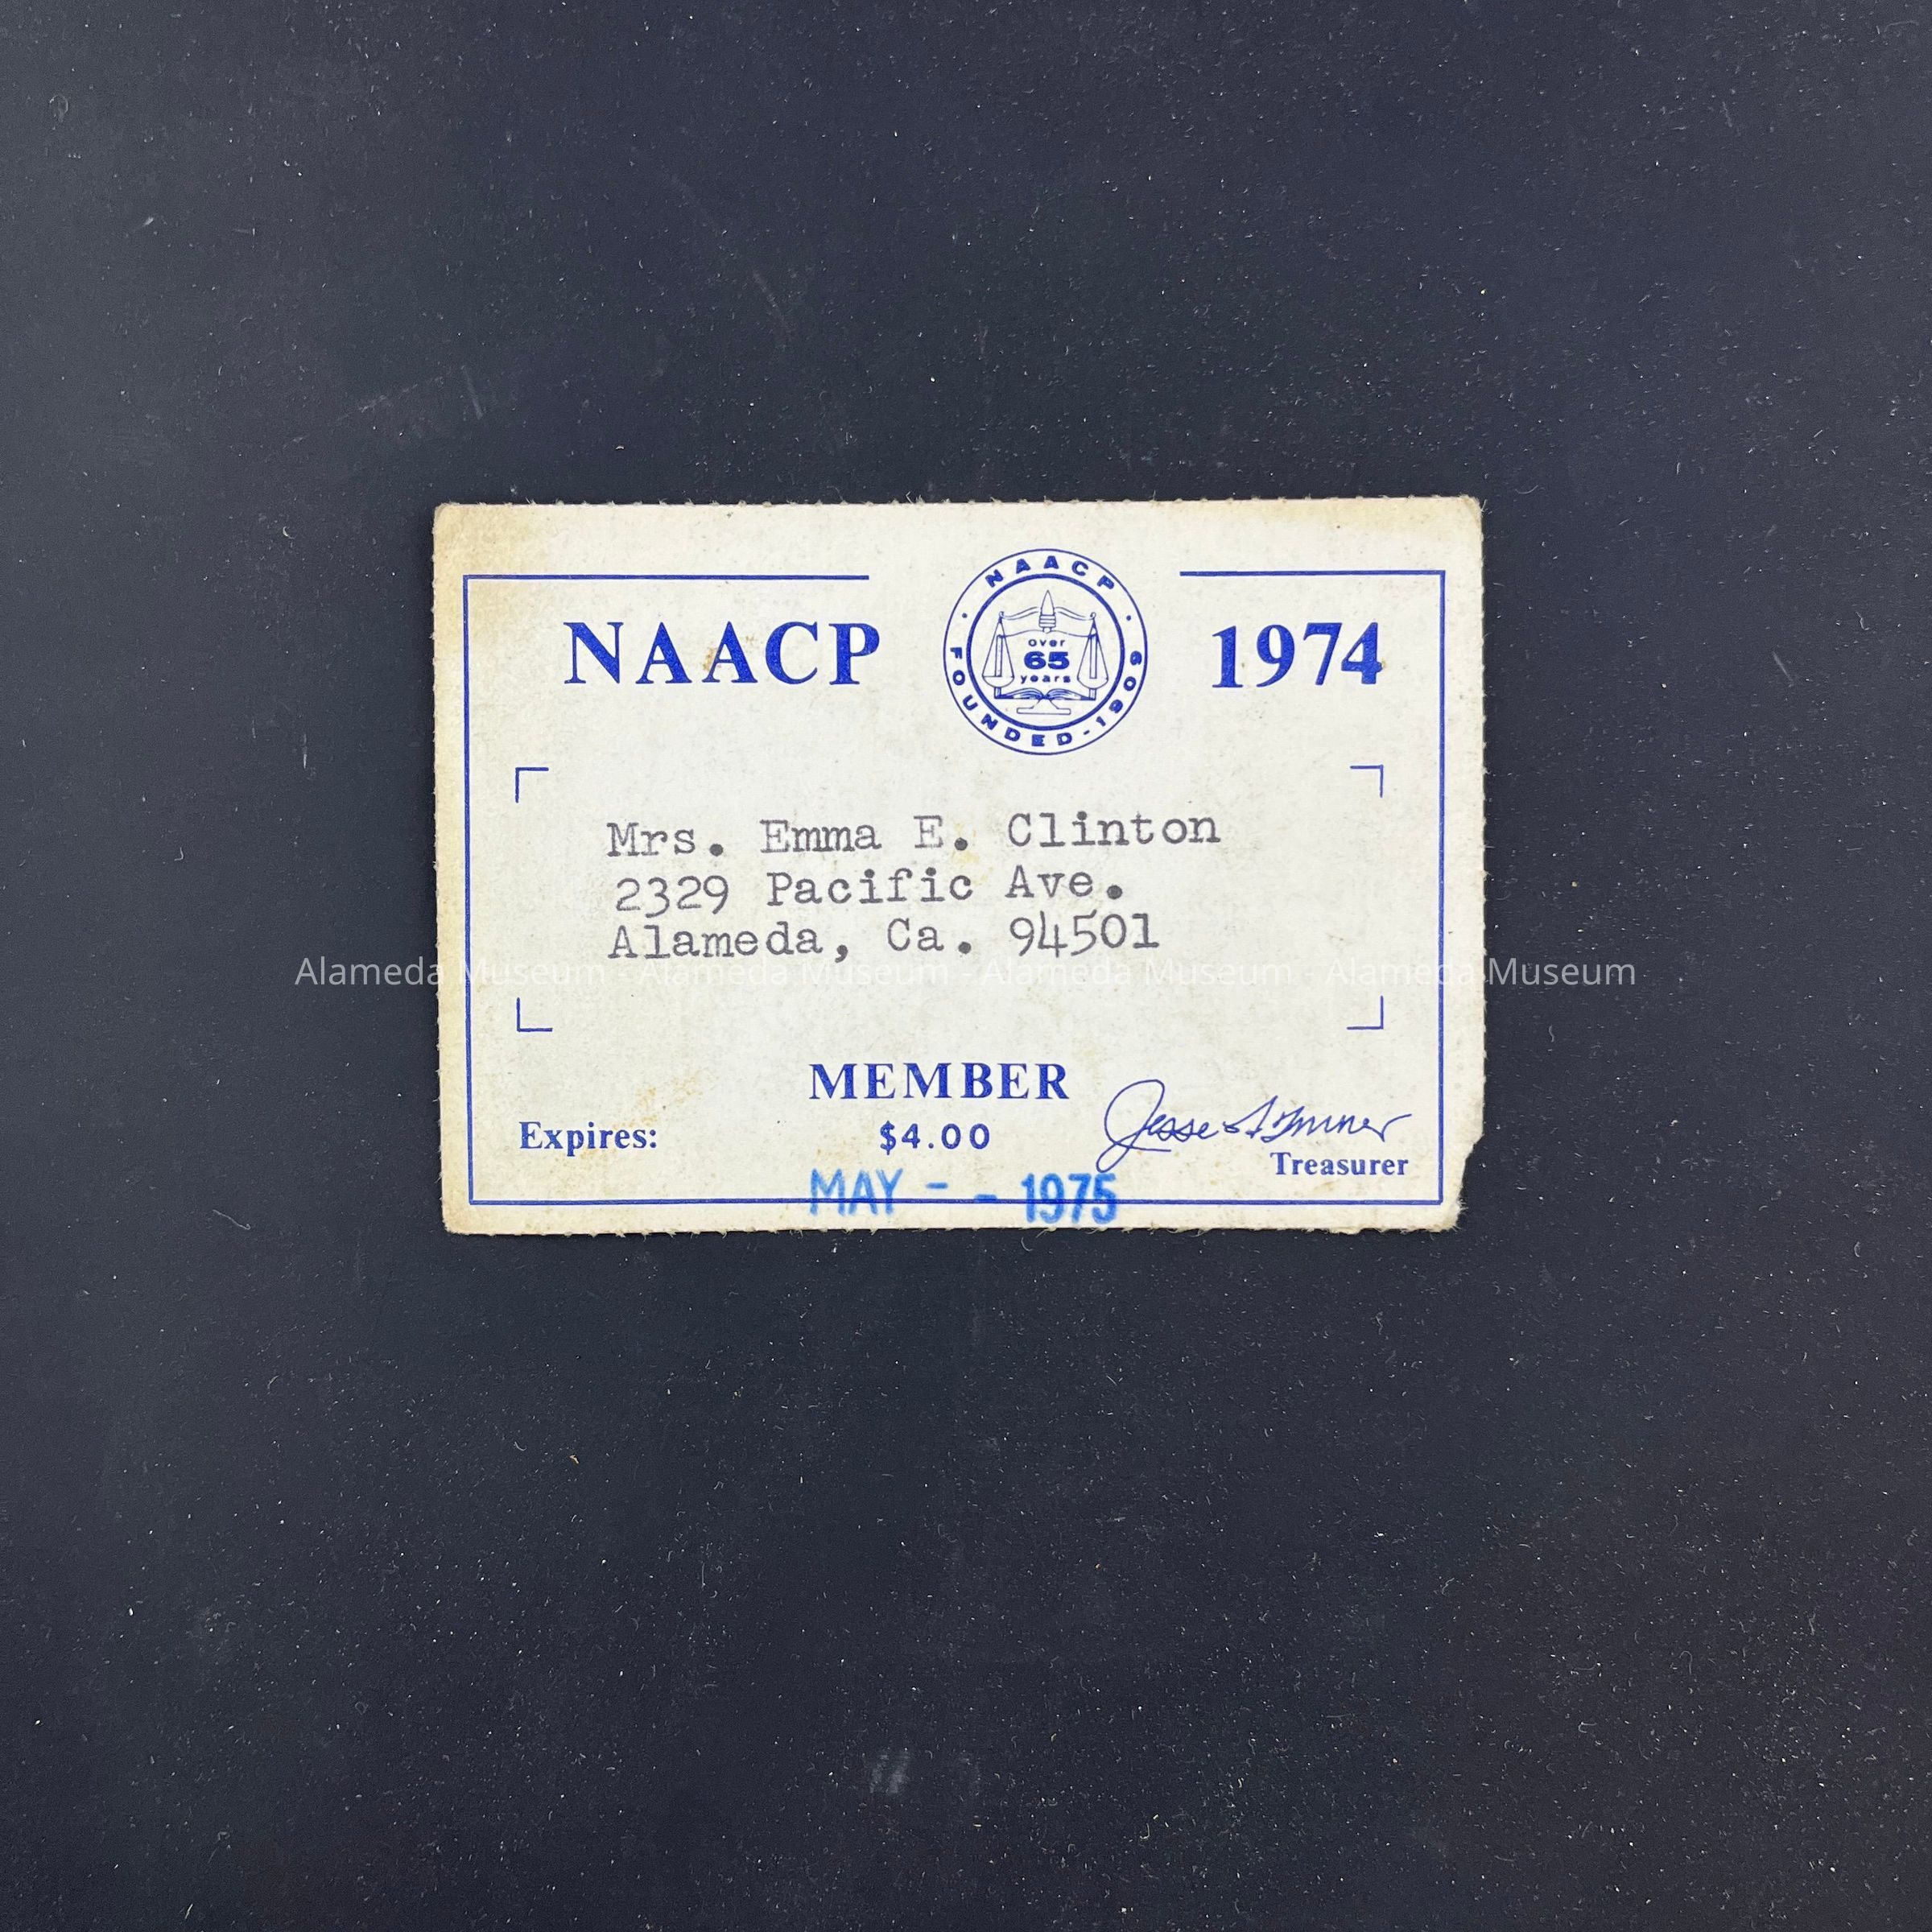 NAACP
· NAACP ·
FOUNDED-1909
over
65
years
1974
Mrs. Emma E. Clinton
2329 Pacific Ave.
Alameda, Ca. 94501
Alameda Museum - Alameda Museum - Alameda Museum - Alameda Museum
MEMBER
Expires:
$4.00
Treasurer
MAY - - 1975